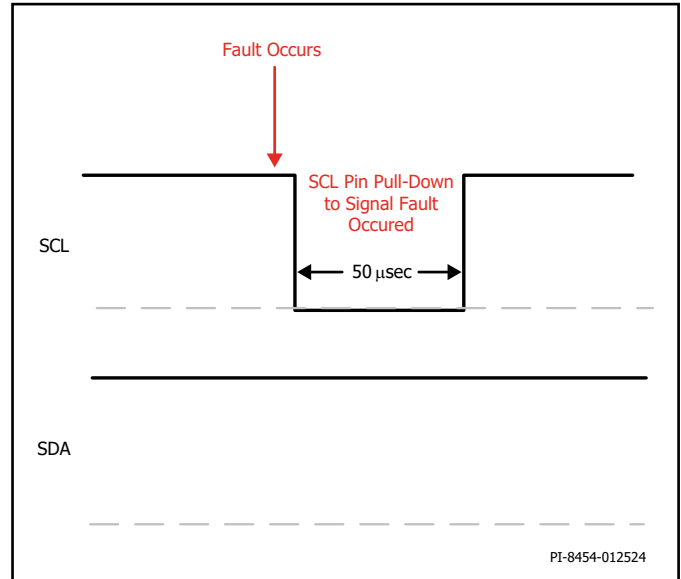 Fault Occurs
SCL Pin Pull-Down
to Signal Fault
Occured
SCL
50 µsec
SDA
PI-8454-012524